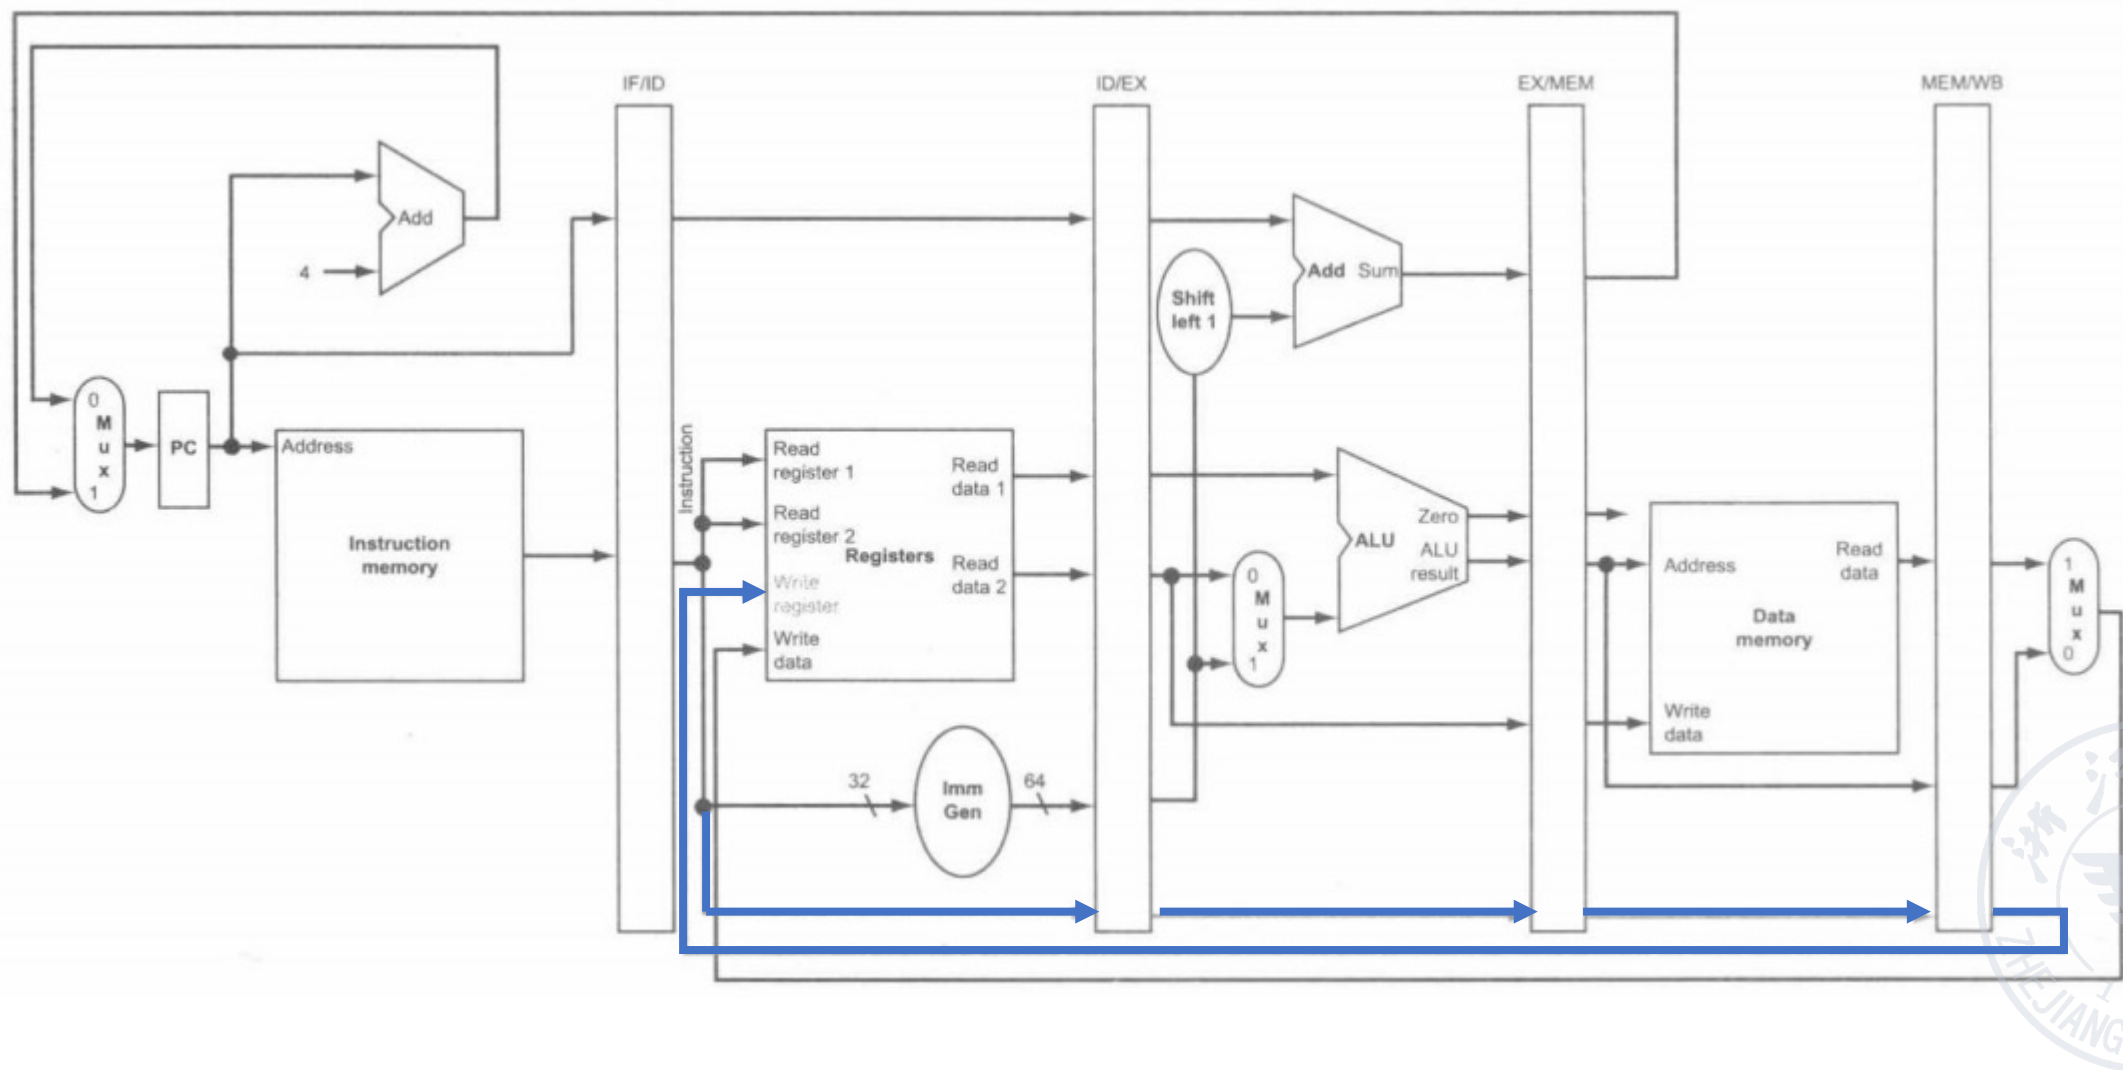 IF/ID
ID/EX
EX/MEM
MEM/WB
Add
4
Add Sum
Shift
left 1
0
M
u
x
1
PC
Address
Instruction
memory
Instruction
Read
register 1
Read
register 2
Write
register
Write
data
Registers
Read
data 1
Read
data 2
32
Imm
Gen
64
0
M
u
x
1
Zero
ALU
ALU
result
Address
Read
data
Data
memory
Write
data
1
M
u
x
0
ZHEJIANG